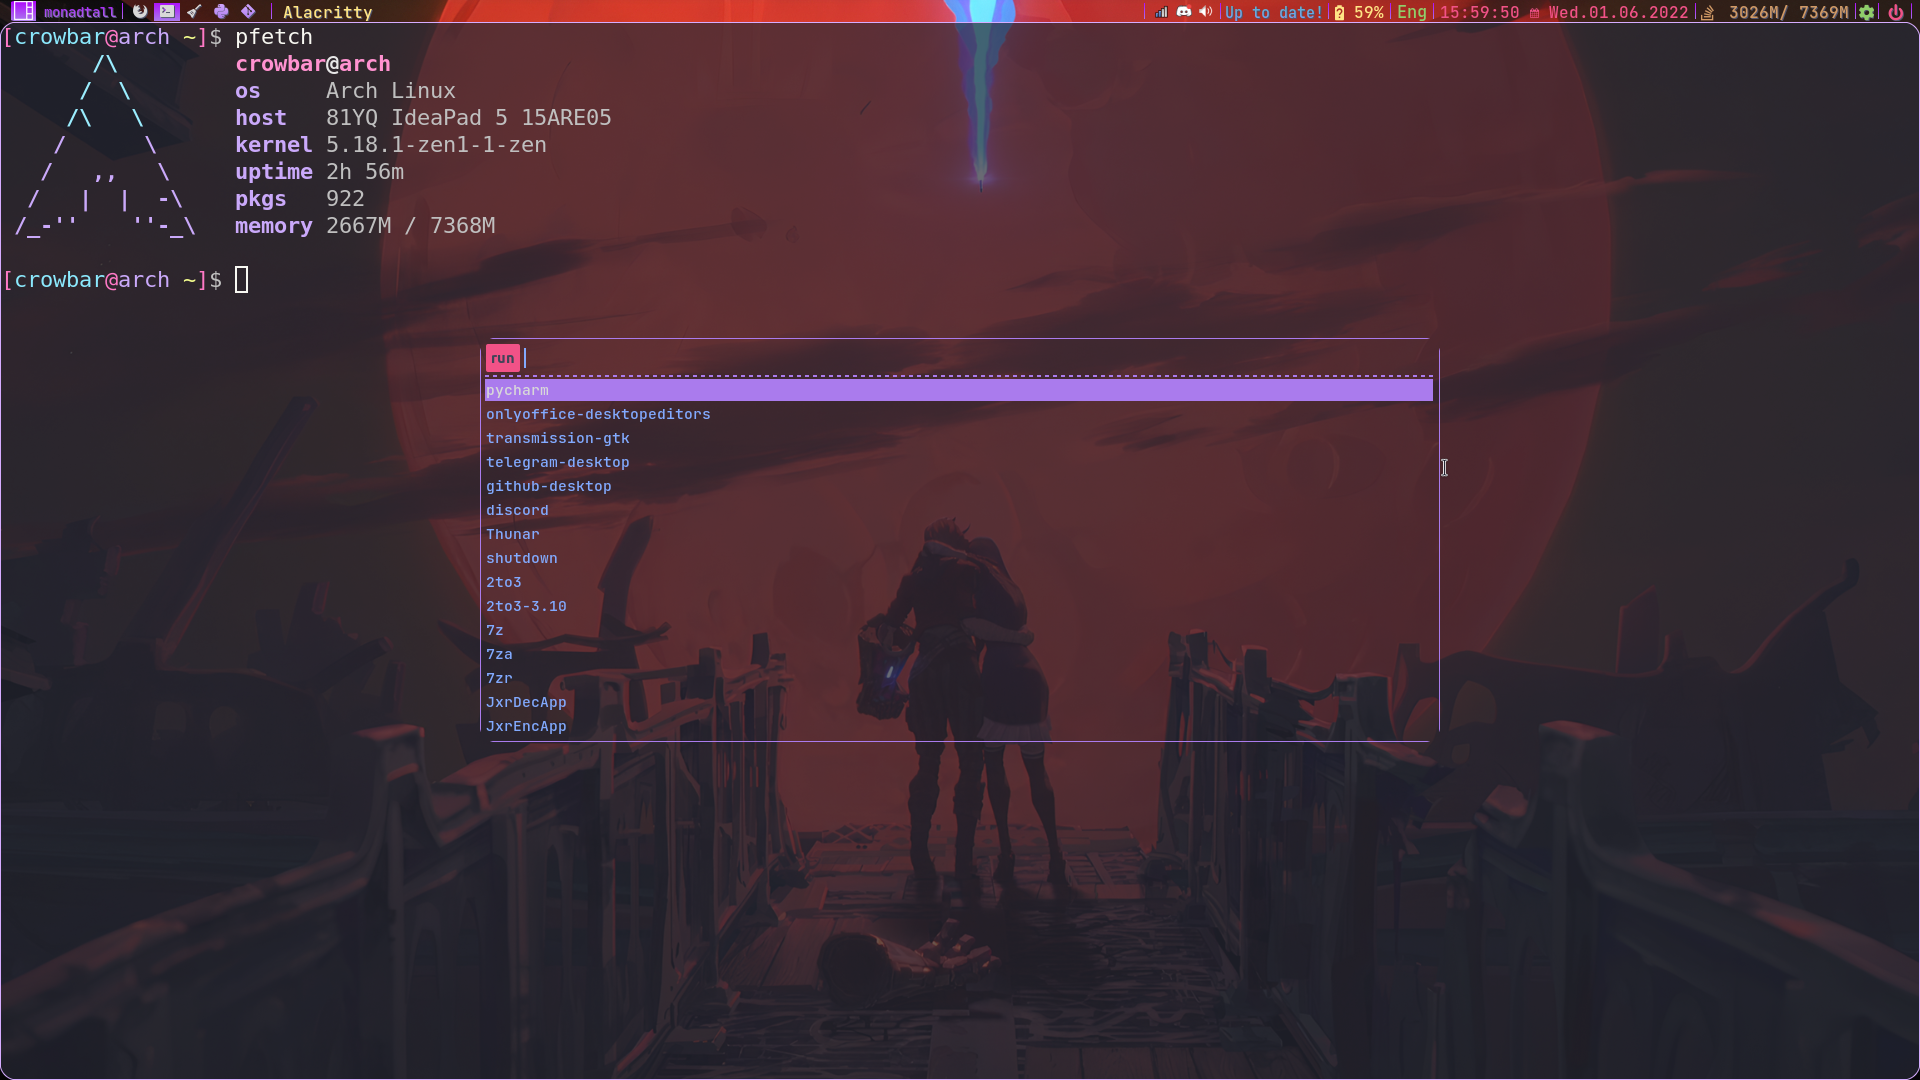 monadtall Alacritty Up to date! 59% Eng 15:59:50 Wed.01.06.2022 3026M/ 7369M
[crowbar@arch ~]$ pfetch
crowbar@arch
os Arch Linux
host 81YQ IdeaPad 5 15ARE05
kernel 5.18.1-zen1-1-zen
uptime 2h 56m
pkgs 922
memory 2667M / 7368M
[crowbar@arch ~]$
run
pycharm
onlyoffice-desktopeditors
transmission-gtk
telegram-desktop
github-desktop
discord
Thunar
shutdown
2to3
2to3-3.10
7z
7za
7zr
JxrDecApp
JxrEncApp